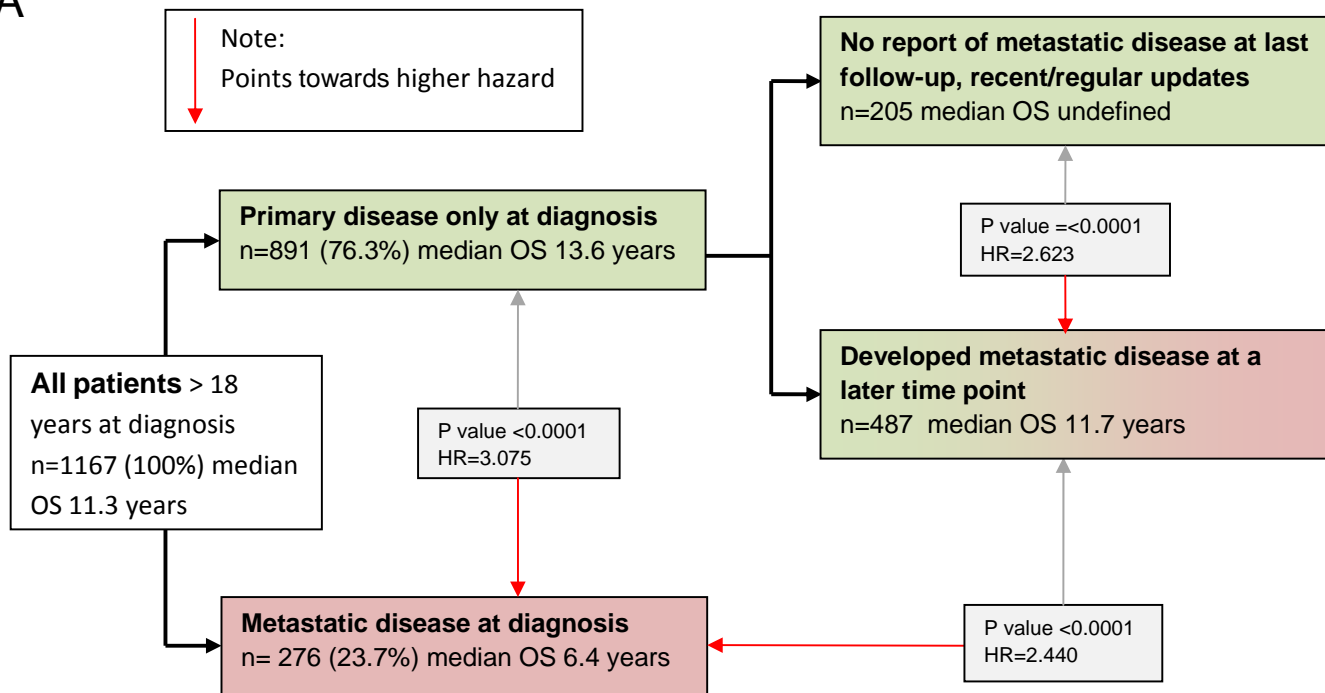 A
Note:
Points towards higher hazard
No report of metastatic disease at last
follow-up, recent/regular updates
n=205 median OS undefined
Primary disease only at diagnosis
n=891 (76.3%) median OS 13.6 years
P value =<0.0001
HR=2.623
All patients > 18
years at diagnosis
n=1167 (100%) median
OS 11.3 years
P value <0.0001
HR=3.075
Developed metastatic disease at a
later time point
n=487 median OS 11.7 years
Metastatic disease at diagnosis
n= 276 (23.7%) median OS 6.4 years
P value <0.0001
HR=2.440